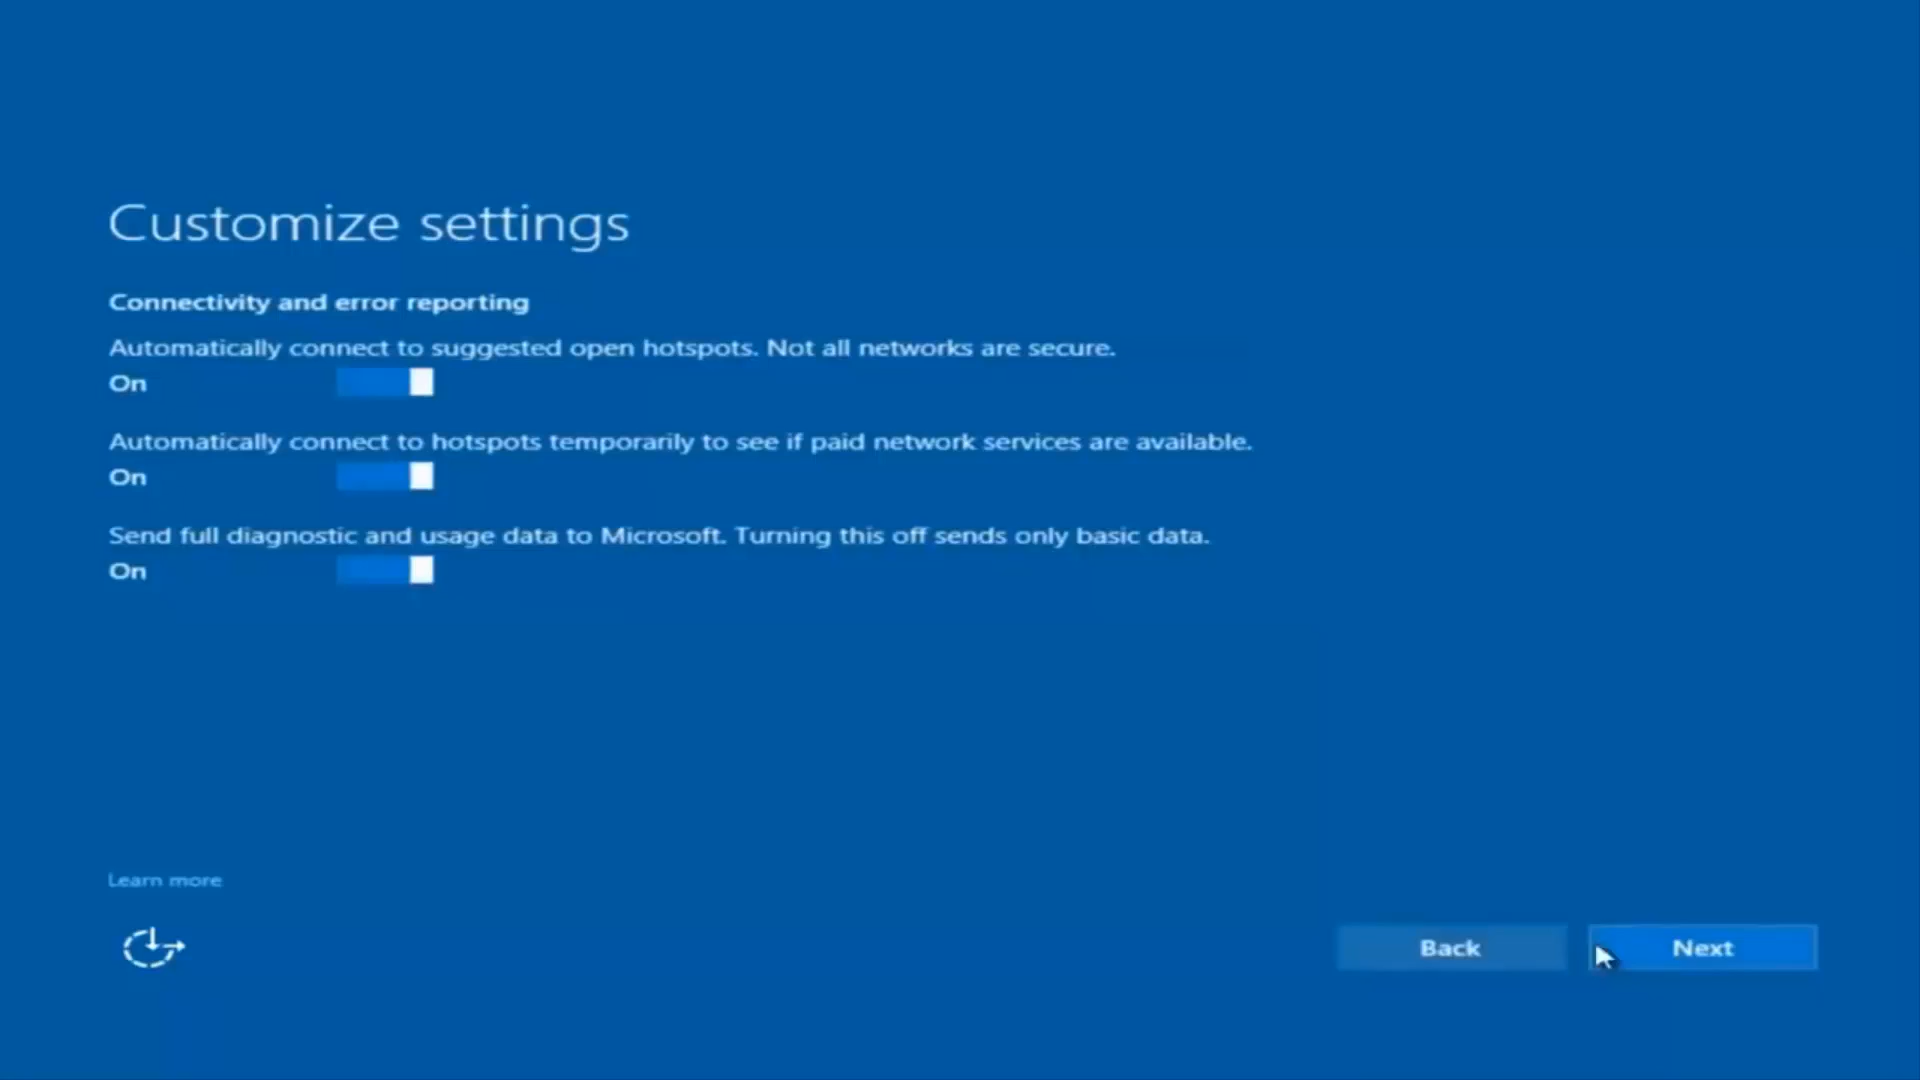 Customize settings
Connectivity and error reporting
Automatically connect to suggested open hotspots. Not all networks are secure.
On
Automatically connect to hotspots temporarily to see if paid network services are available.
On
Send full diagnostic and usage data to Microsoft. Turning this off sends only basic data.
On
Learn more
Back
Next